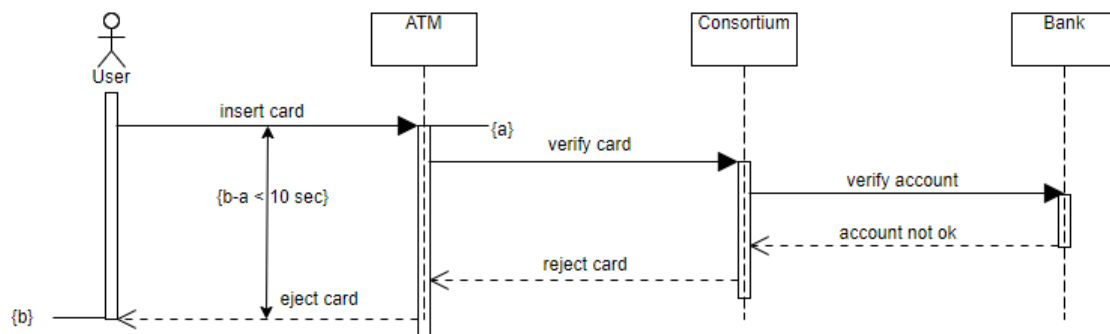 ATM
Consortium
Bank
User
insert card
{a}
verify card
verify account
{b-a < 10 sec}
account not ok
reject card
eject card
{b}